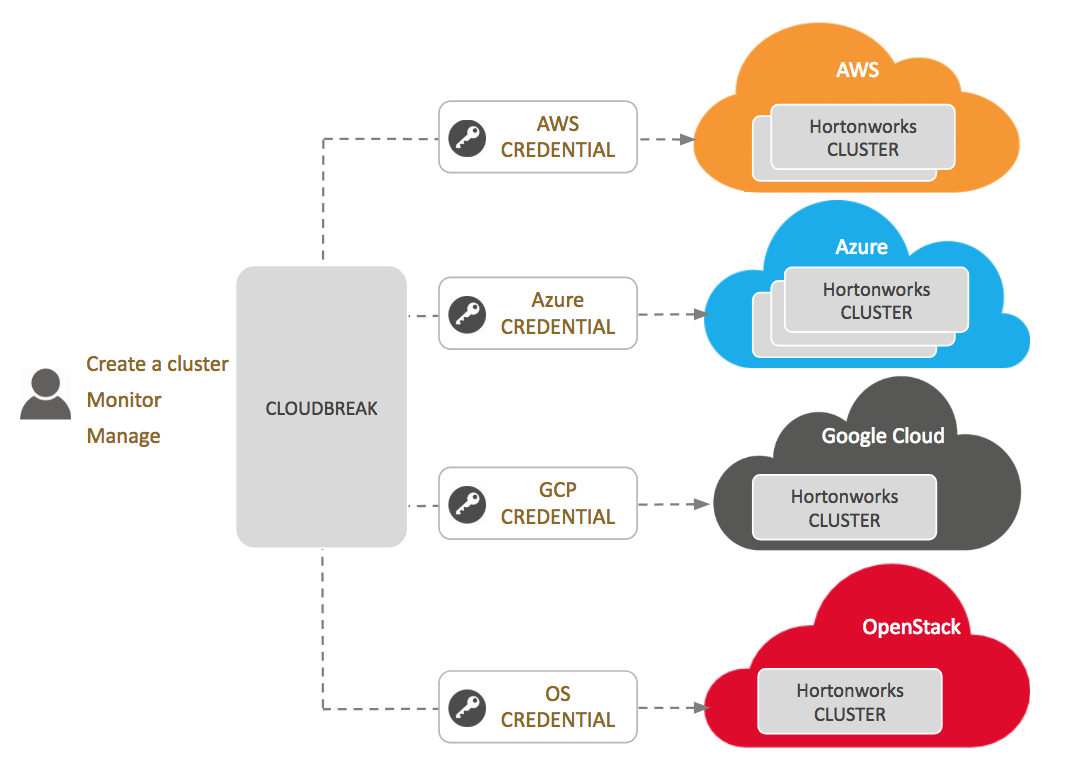 Create a cluster
Monitor
Manage
CLOUDBREAK
AWS
CREDENTIAL
AWS
Hortonworks
CLUSTER
Azure
CREDENTIAL
Azure
Hortonworks
CLUSTER
GCP
CREDENTIAL
Google Cloud
Hortonworks
CLUSTER
OS
CREDENTIAL
OpenStack
Hortonworks
CLUSTER